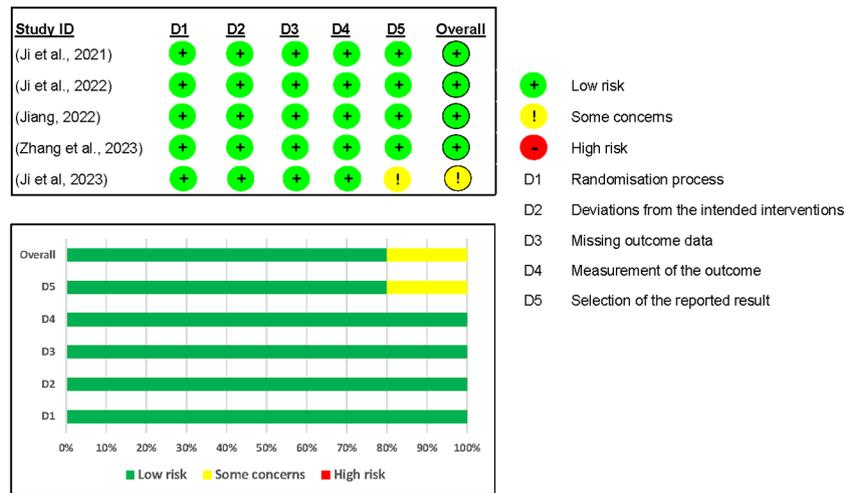 Study ID D1 D2 D3 D4 D5 Overall
(Ji et al., 2021) + + + + + +
(Ji et al., 2022) + + + + + +
(Jiang, 2022) + + + + + +
(Zhang et al., 2023) + + + + + +
(Ji et al, 2023) + + + + ! !
+ Low risk
! Some concerns
- High risk
D1 Randomisation process
D2 Deviations from the intended interventions
D3 Missing outcome data
D4 Measurement of the outcome
D5 Selection of the reported result
Overall
D5
D4
D3
D2
D1
0% 10% 20% 30% 40% 50% 60% 70% 80% 90% 100%
Low risk Some concerns High risk